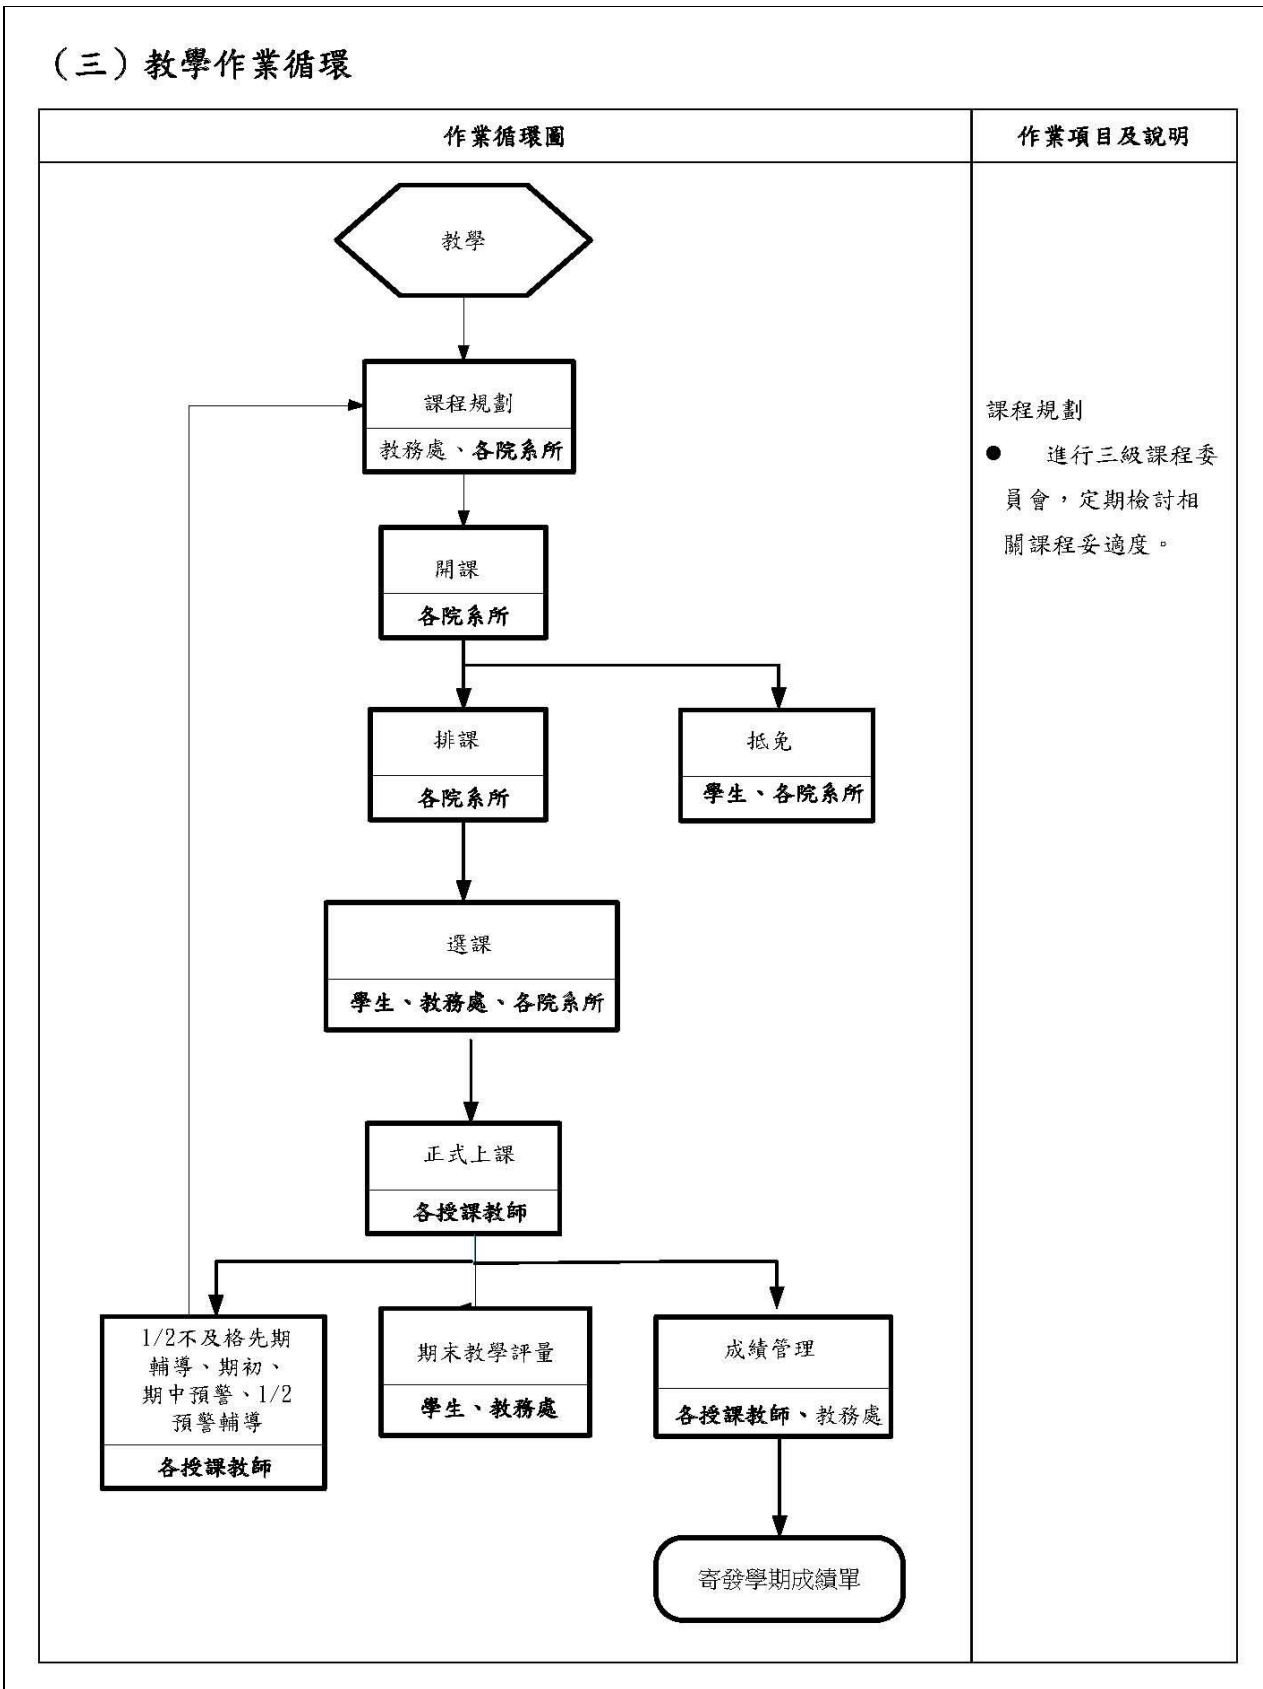 （三）教學作業循環
作業循環圖
作業項目及說明
教學
課程規劃
教務處、各院系所
課程規劃
● 進行三級課程委
員會，定期檢討相
關課程妥適度。
開課
各院系所
排課
各院系所
抵免
學生、各院系所
選課
學生、教務處、各院系所
正式上課
各授課教師
1/2不及格先期
輔導、期初、
期中預警、1/2
預警輔導
各授課教師
期末教學評量
學生、教務處
成績管理
各授課教師、教務處
寄發學期成績單